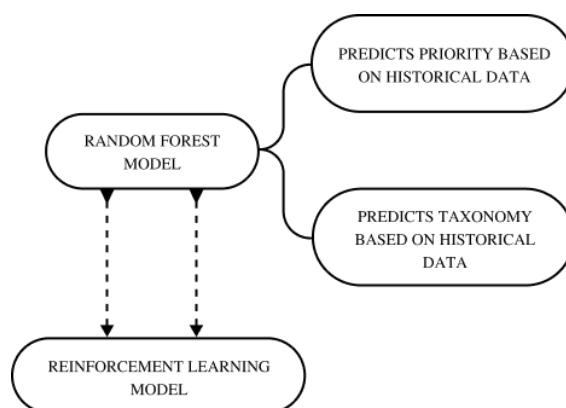 PREDICTS PRIORITY BASED
ON HISTORICAL DATA
RANDOM FOREST
MODEL
PREDICTS TAXONOMY
BASED ON HISTORICAL
DATA
REINFORCEMENT LEARNING
MODEL